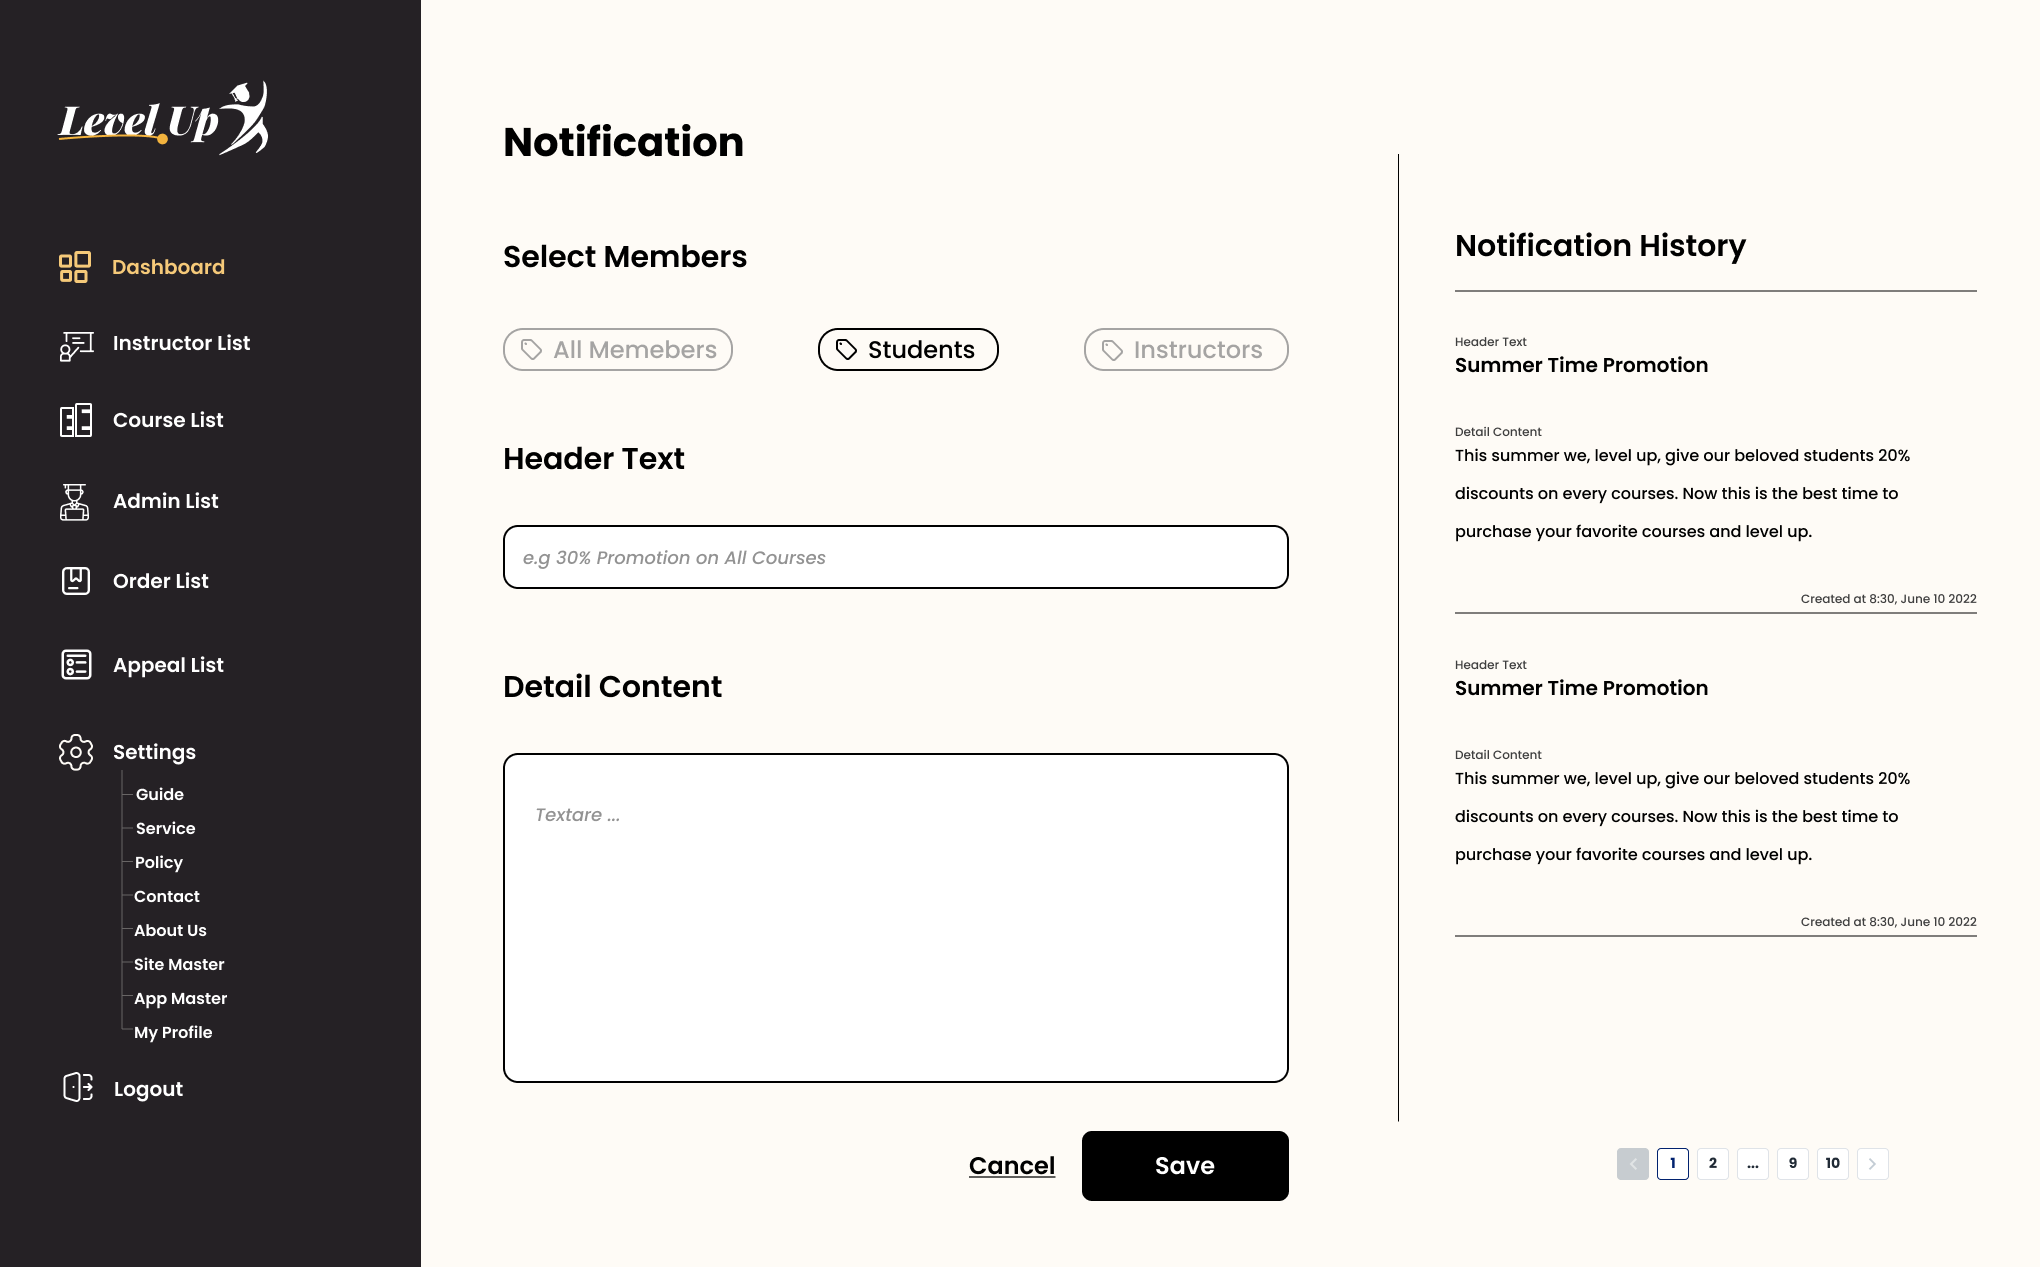 Level Up
Dashboard
Instructor List
Course List
Admin List
Order List
Appeal List
Settings
Guide
Service
Policy
Contact
About Us
Site Master
App Master
My Profile
Logout
Notification
Select Members
All Memebers
Students
Instructors
Header Text
e.g 30% Promotion on All Courses
Detail Content
Textare ...
Cancel
Save
Notification History
Header Text
Summer Time Promotion
Detail Content
This summer we, level up, give our beloved students 20%
discounts on every courses. Now this is the best time to
purchase your favorite courses and level up.
Created at 8:30, June 10 2022
Header Text
Summer Time Promotion
Detail Content
This summer we, level up, give our beloved students 20%
discounts on every courses. Now this is the best time to
purchase your favorite courses and level up.
Created at 8:30, June 10 2022
1 2 ... 9 10